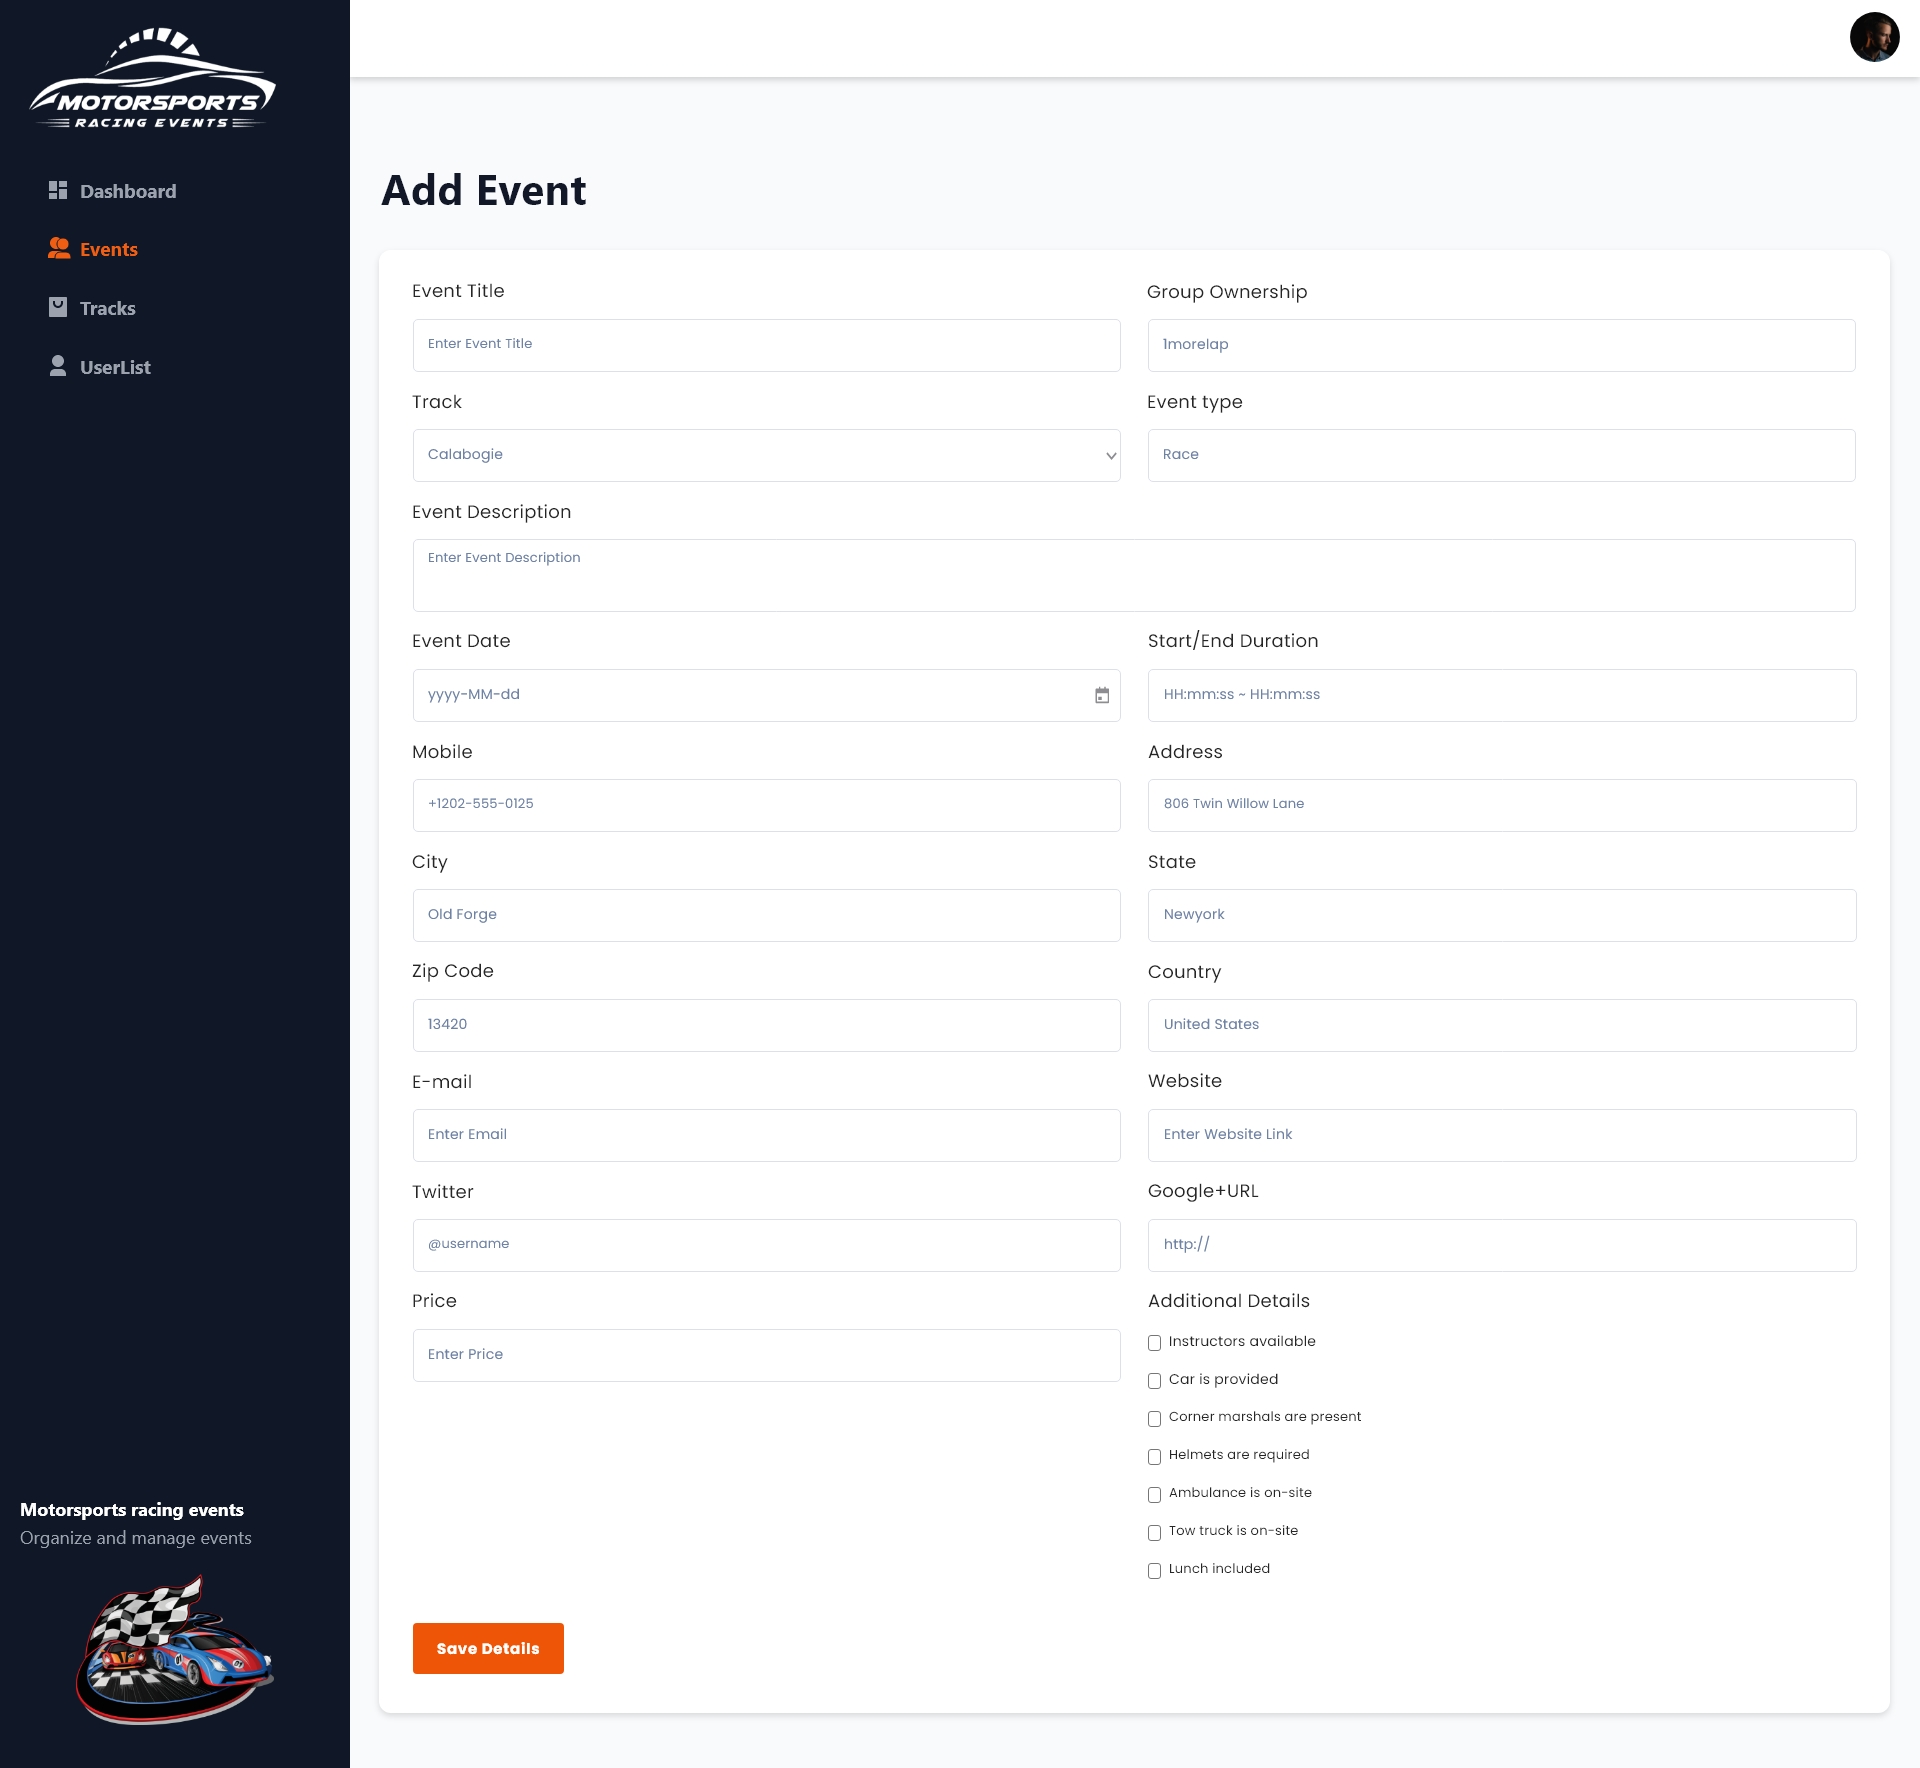 MOTORSPORTS
RACING EVENTS
Dashboard
Events
Tracks
UserList
Motorsports racing events
Organize and manage events
Add Event
Event Title
Group Ownership
Enter Event Title
1morelap
Track
Event type
Calabogie
Race
Event Description
Enter Event Description
Event Date
Start/End Duration
yyyy-MM-dd
HH:mm:ss ~ HH:mm:ss
Mobile
Address
+1202-555-0125
806 Twin Willow Lane
City
State
Old Forge
Newyork
Zip Code
Country
13420
United States
E-mail
Website
Enter Email
Enter Website Link
Twitter
Google+URL
@username
http://
Price
Additional Details
Enter Price
Instructors available
Car is provided
Corner marshals are present
Helmets are required
Ambulance is on-site
Tow truck is on-site
Lunch included
Save Details